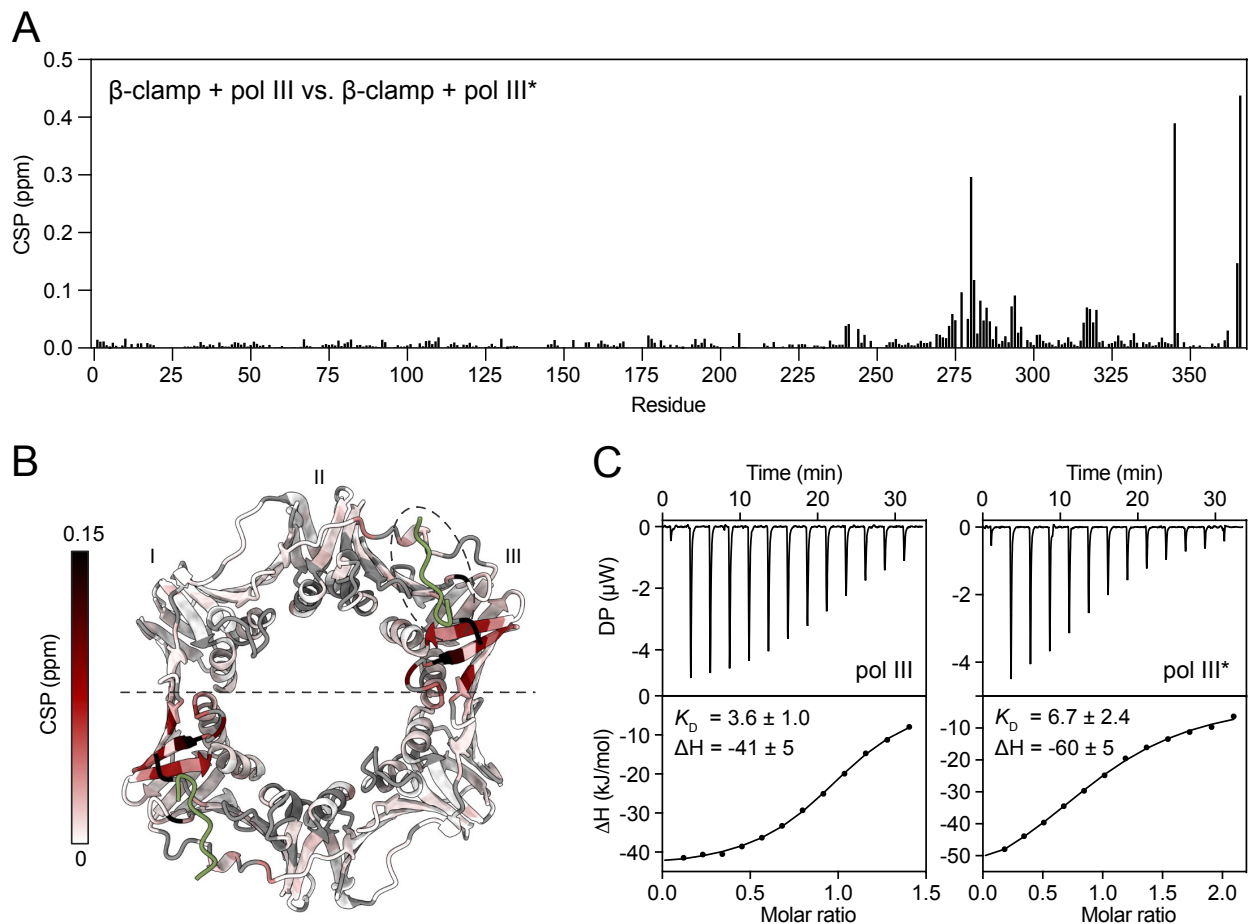 A
β-clamp + pol III vs. β-clamp + pol III*
CSP (ppm)
0.5
0.4
0.3
0.2
0.1
0.0
0 25 50 75 100 125 150 175 200 225 250 275 300 325 350
Residue
B
CSP (ppm)
0.15
0
I
II
III
C
Time (min)
0 10 20 30
DP (µW)
0
-2
-4
pol III
0
-10
-20
-30
-40
ΔH (kJ/mol)
K_D = 3.6 ± 1.0
ΔH = -41 ± 5
0.0 0.5 1.0 1.5
Molar ratio
Time (min)
0 10 20 30
0
-2
-4
pol III*
-10
-20
-30
-40
-50
K_D = 6.7 ± 2.4
ΔH = -60 ± 5
0.0 0.5 1.0 1.5 2.0
Molar ratio